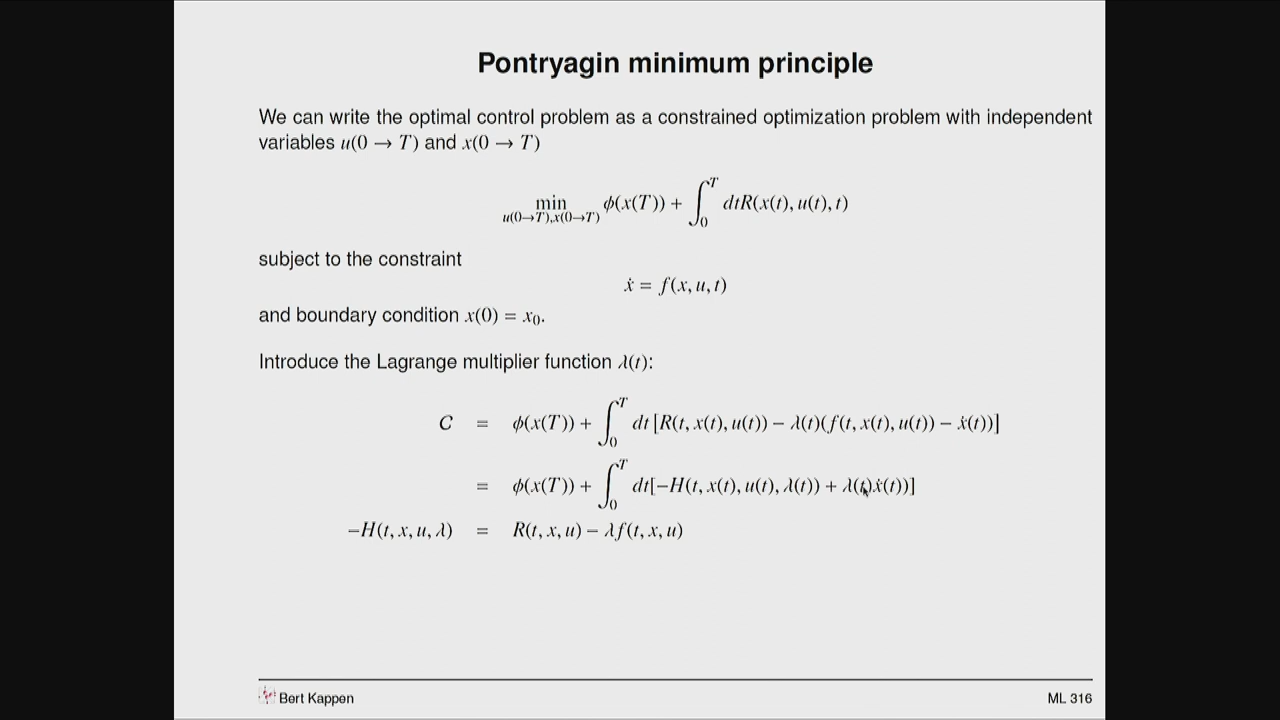 Pontryagin minimum principle
We can write the optimal control problem as a constrained optimization problem with independent
variables u(0 → T) and x(0 → T)
min_{u(0→T),x(0→T)} ϕ(x(T)) + ∫_0^T dtR(x(t), u(t), t)
subject to the constraint
ẋ = f(x, u, t)
and boundary condition x(0) = x_0.
Introduce the Lagrange multiplier function λ(t):
C = ϕ(x(T)) + ∫_0^T dt [R(t, x(t), u(t)) − λ(t)(f(t, x(t), u(t)) − ẋ(t))]
= ϕ(x(T)) + ∫_0^T dt[−H(t, x(t), u(t), λ(t)) + λ(t)ẋ(t))]
−H(t, x, u, λ) = R(t, x, u) − λf(t, x, u)
Bert Kappen
ML 316